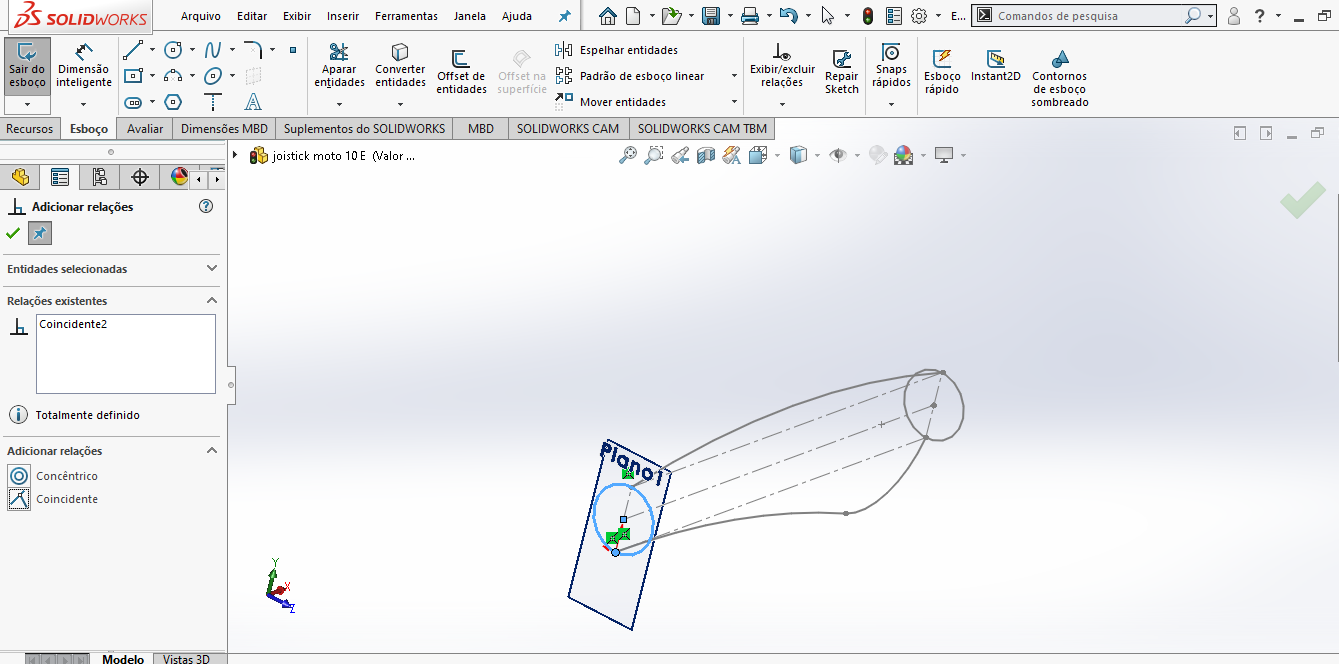 SOLIDWORKS
Arquivo Editar Exibir Inserir Ferramentas Janela Ajuda
E...
Comandos de pesquisa
Sair do esboço
Dimensão inteligente
Aparar entidades
Converter entidades
Offset de entidades
Offset na superfície
Espelhar entidades
Padrão de esboço linear
Mover entidades
Exibir/excluir relações
Repair Sketch
Snaps rápidos
Esboço rápido
Instant2D
Contornos de esboço sombreado
Recursos Esboço Avaliar Dimensões MBD Suplementos do SOLIDWORKS MBD SOLIDWORKS CAM SOLIDWORKS CAM TBM
joistick moto 10 E (Valor ...
Adicionar relações
Entidades selecionadas
Relações existentes
Coincidente2
Totalmente definido
Adicionar relações
Concêntrico
Coincidente
Plano1
Y
X
Z
Modelo Vistas 3D